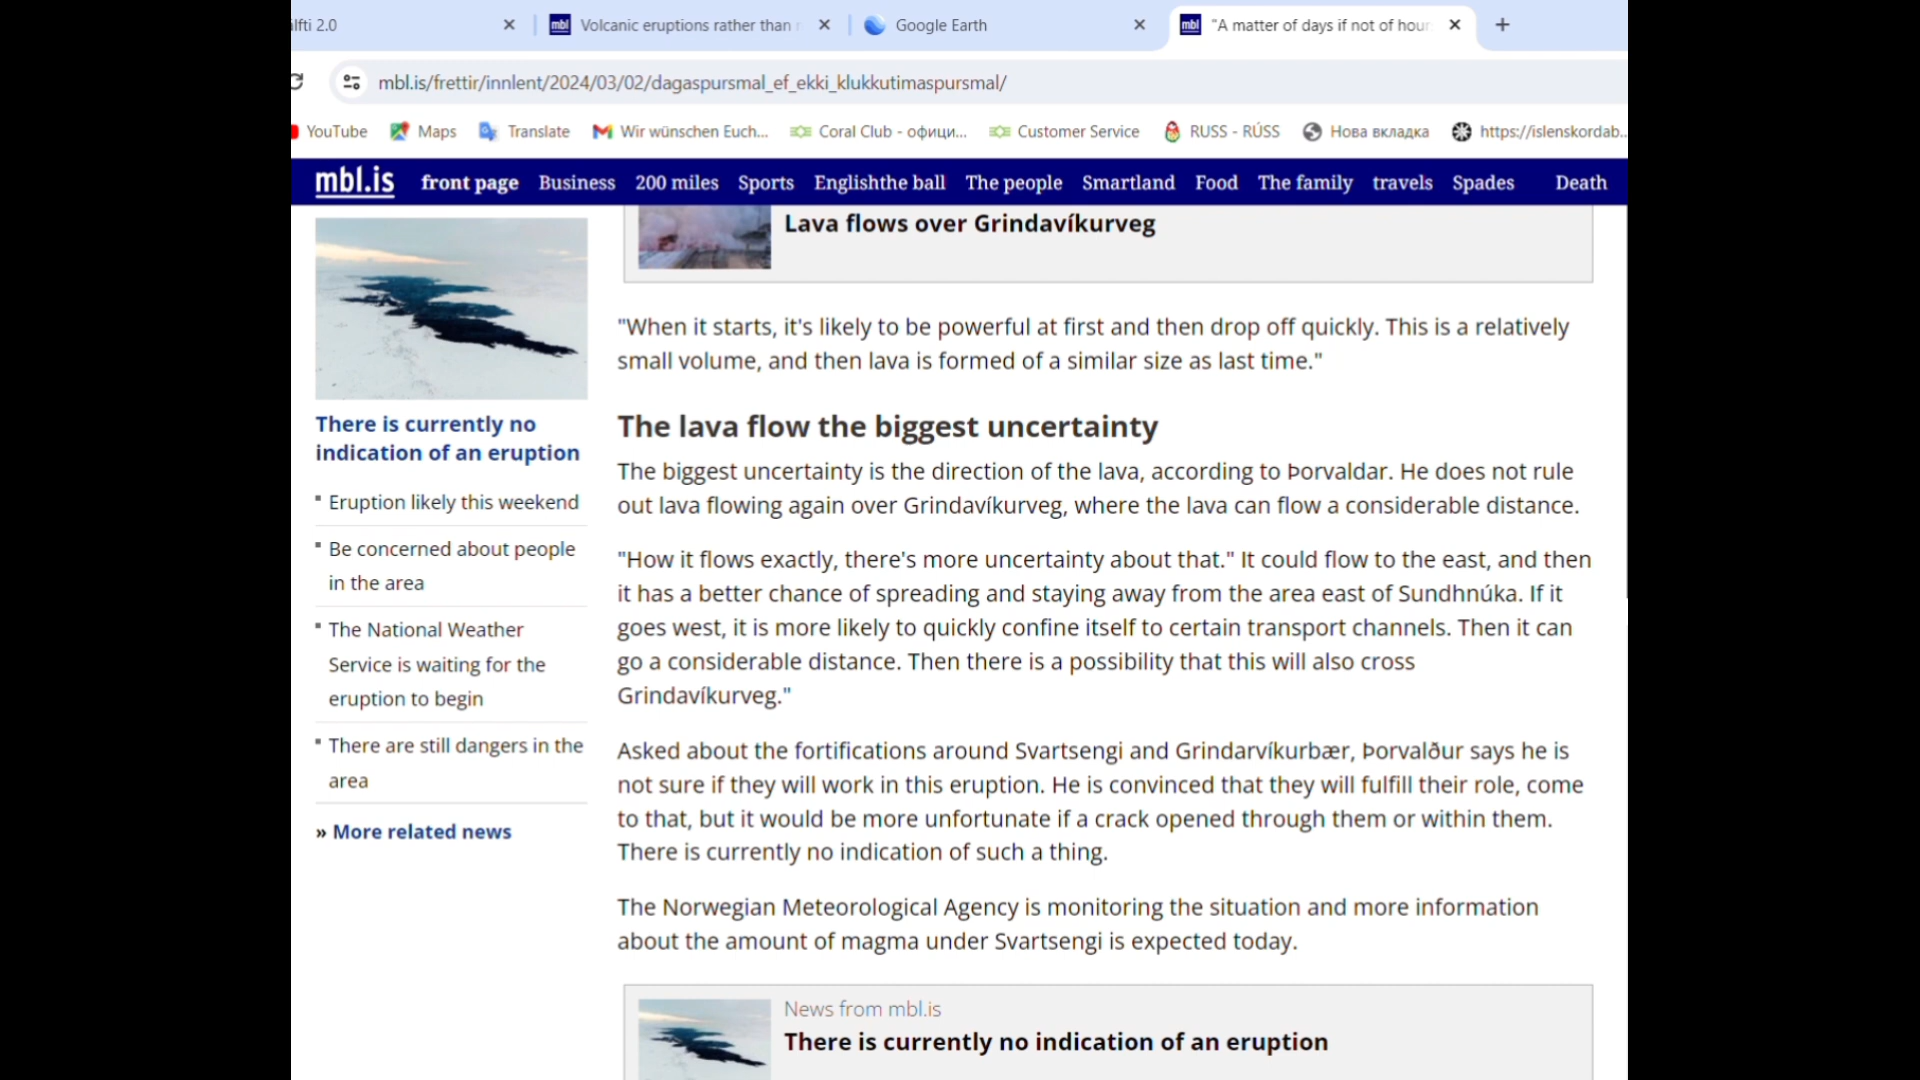 lfti 2.0
mbl Volcanic eruptions rather than
Google Earth
mbl "A matter of days if not of hour
mbl.is/frettir/innlent/2024/03/02/dagaspursmal_ef_ekki_klukkutimaspursmal/
YouTube Maps Translate Wir wünschen Euch... Coral Club - офици... Customer Service RUSS - RÚSS Нова вкладка https://islenskordab...
mbl.is front page Business 200 miles Sports Englishthe ball The people Smartland Food The family travels Spades Death
There is currently no
indication of an eruption
Eruption likely this weekend
Be concerned about people
in the area
The National Weather
Service is waiting for the
eruption to begin
There are still dangers in the
area
» More related news
Lava flows over Grindavíkurveg
"When it starts, it's likely to be powerful at first and then drop off quickly. This is a relatively
small volume, and then lava is formed of a similar size as last time."
The lava flow the biggest uncertainty
The biggest uncertainty is the direction of the lava, according to Þorvaldar. He does not rule
out lava flowing again over Grindavíkurveg, where the lava can flow a considerable distance.
"How it flows exactly, there's more uncertainty about that." It could flow to the east, and then
it has a better chance of spreading and staying away from the area east of Sundhnúka. If it
goes west, it is more likely to quickly confine itself to certain transport channels. Then it can
go a considerable distance. Then there is a possibility that this will also cross
Grindavíkurveg."
Asked about the fortifications around Svartsengi and Grindarvíkurbær, Þorvalður says he is
not sure if they will work in this eruption. He is convinced that they will fulfill their role, come
to that, but it would be more unfortunate if a crack opened through them or within them.
There is currently no indication of such a thing.
The Norwegian Meteorological Agency is monitoring the situation and more information
about the amount of magma under Svartsengi is expected today.
News from mbl.is
There is currently no indication of an eruption